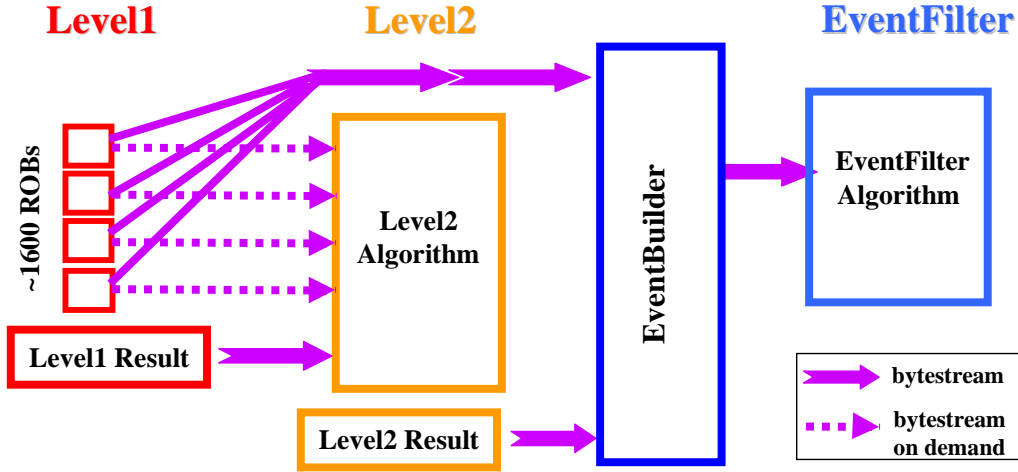 Level1
Level2
EventFilter
~1600 ROBs
Level2
Algorithm
EventBuilder
EventFilter
Algorithm
Level1 Result
Level2 Result
bytestream
bytestream
on demand